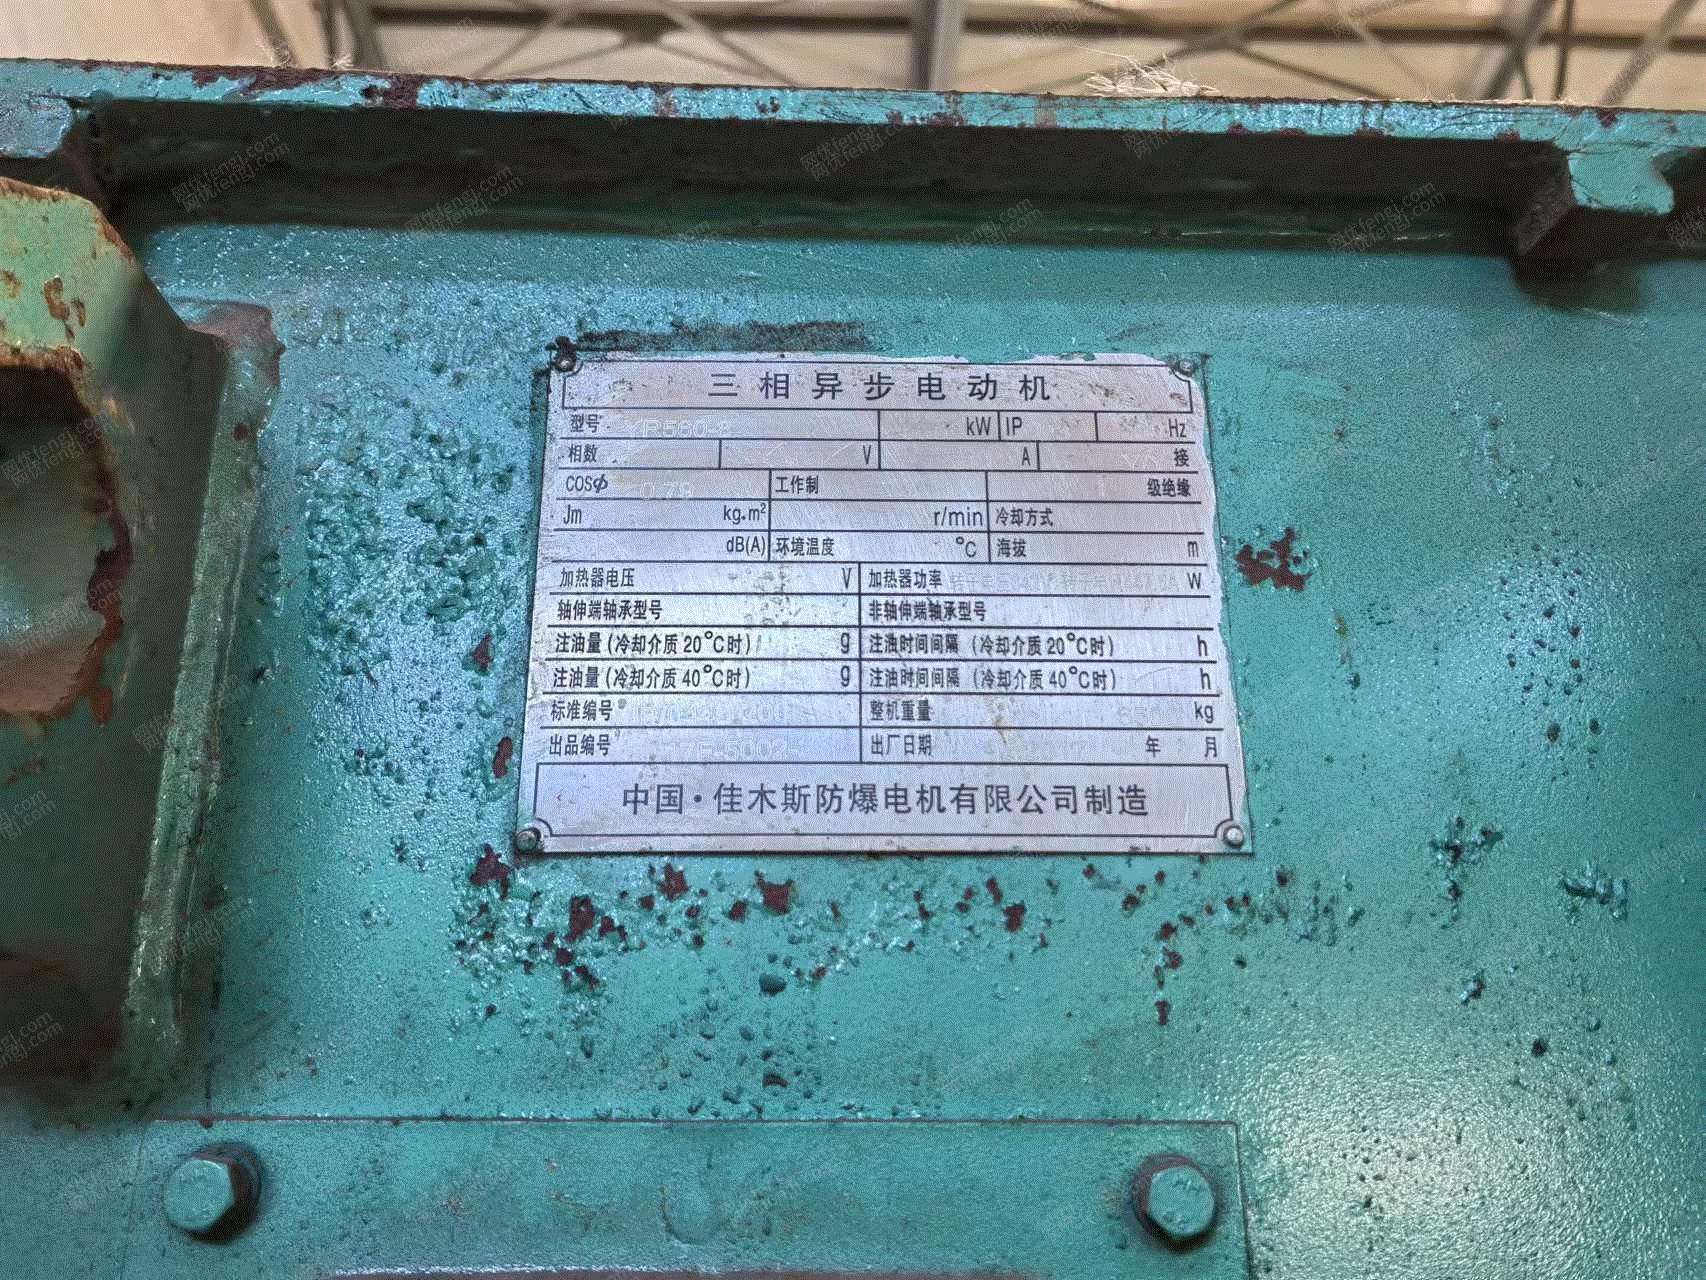 三相异步电动机
型号 kW IP Hz
相数 V A 接
COSΦ 0.79 工作制 级绝缘
Jm kg.m² r/min 冷却方式
dB(A) 环境温度 °C 海拔 m
加热器电压 V 加热器功率 W
轴伸端轴承型号 非轴伸端轴承型号
注油量(冷却介质20°C时) g 注油时间间隔(冷却介质20°C时) h
注油量(冷却介质40°C时) g 注油时间间隔(冷却介质40°C时) h
标准编号 整机重量 kg
出品编号 出厂日期 年 月
中国·佳木斯防爆电机有限公司制造